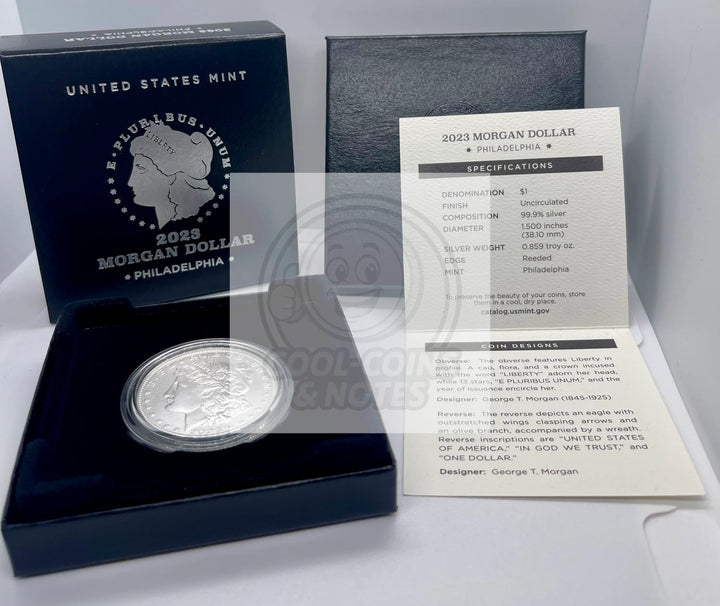 2023 MORGAN DOLLAR
PHILADELPHIA
UNITED STATES MINT
E · PLURIBUS · UNUM
LIBERTY
2023
MORGAN DOLLAR
• PHILADELPHIA •
2023 MORGAN DOLLAR
★ PHILADELPHIA ★
SPECIFICATIONS
DENOMINATION $1
FINISH Uncirculated
COMPOSITION 99.9% silver
DIAMETER 1.500 inches
(38.10 mm)
SILVER WEIGHT 0.859 troy oz.
EDGE Reeded
MINT Philadelphia
To preserve the beauty of your coins, store
them in a cool, dry place.
catalog.usmint.gov
COIN DESIGNS
Obverse: The obverse features Liberty in
profile. A cap, flora, and a crown incused
with the word "LIBERTY" adorn her head,
while 13 stars, "E PLURIBUS UNUM," and the
year of issuance encircle her.
Designer: George T. Morgan (1845-1925)
Reverse: The reverse depicts an eagle with
outstretched wings clasping arrows and
an olive branch, accompanied by a wreath.
Reverse inscriptions are "UNITED STATES
OF AMERICA," "IN GOD WE TRUST," and
"ONE DOLLAR."
Designer: George T. Morgan
COOL-COINS
& NOTES